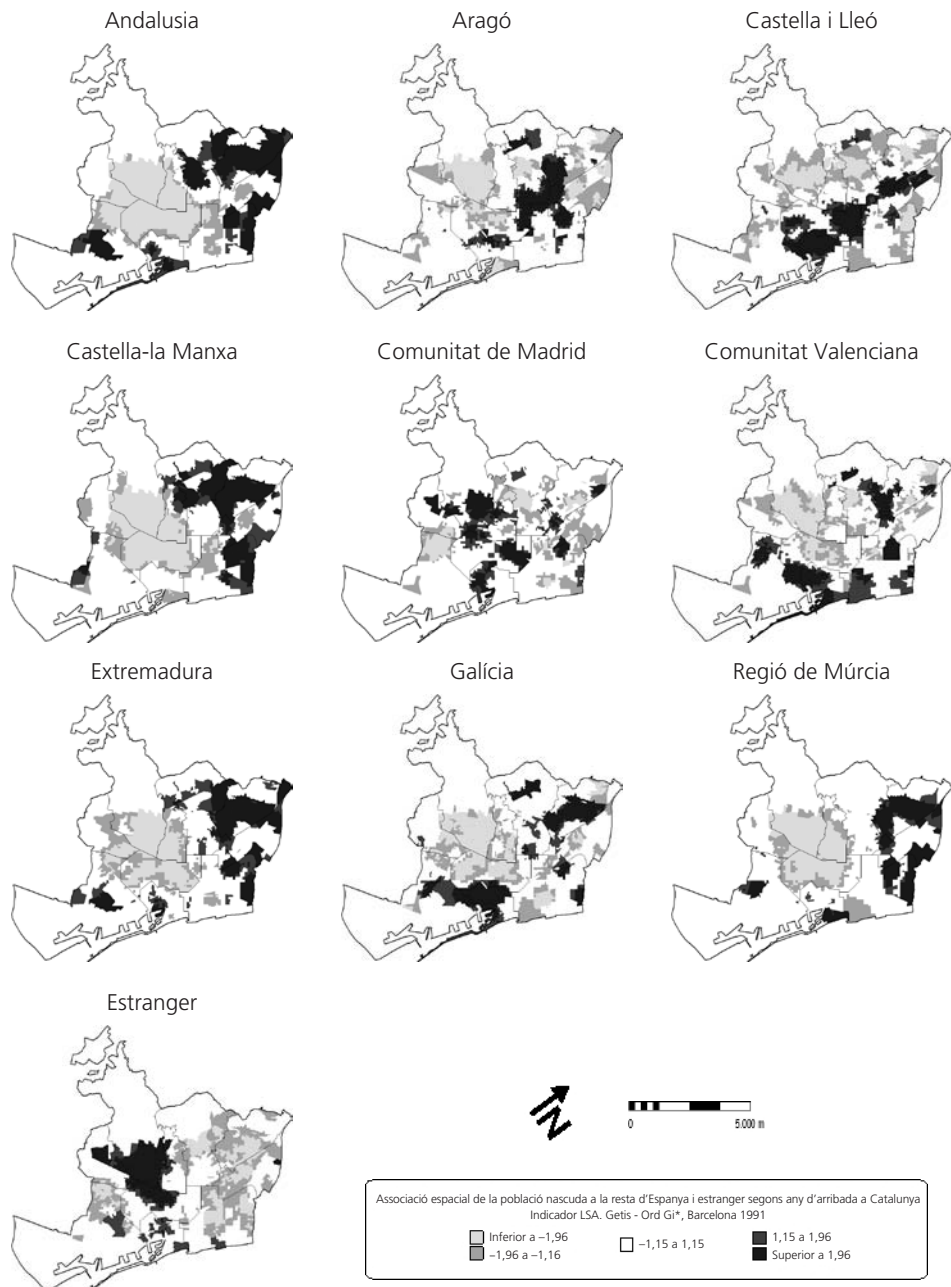 Andalusia
Aragó
Castella i Lleó
Castella-la Manxa
Comunitat de Madrid
Comunitat Valenciana
Extremadura
Galícia
Regió de Múrcia
Estranger
N
0 5.000 m
Associació espacial de la població nascuda a la resta d'Espanya i estranger segons any d'arribada a Catalunya
Indicador LSA. Getis - Ord Gi*, Barcelona 1991
Inferior a –1,96
–1,96 a –1,16
–1,15 a 1,15
1,15 a 1,96
Superior a 1,96